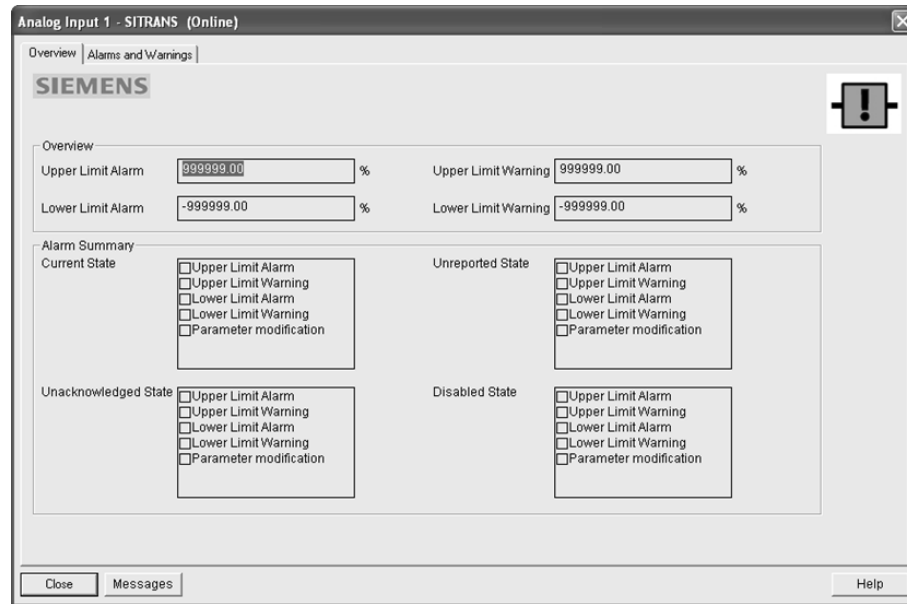 Analog Input 1 - SITRANS (Online)
Overview
Alarms and Warnings
SIEMENS
Overview
Upper Limit Alarm 999999.00 %
Upper Limit Warning 999999.00 %
Lower Limit Alarm -999999.00 %
Lower Limit Warning -999999.00 %
Alarm Summary
Current State
Upper Limit Alarm
Upper Limit Warning
Lower Limit Alarm
Lower Limit Warning
Parameter modification
Unreported State
Upper Limit Alarm
Upper Limit Warning
Lower Limit Alarm
Lower Limit Warning
Parameter modification
Unacknowledged State
Upper Limit Alarm
Upper Limit Warning
Lower Limit Alarm
Lower Limit Warning
Parameter modification
Disabled State
Upper Limit Alarm
Upper Limit Warning
Lower Limit Alarm
Lower Limit Warning
Parameter modification
Close
Messages
Help